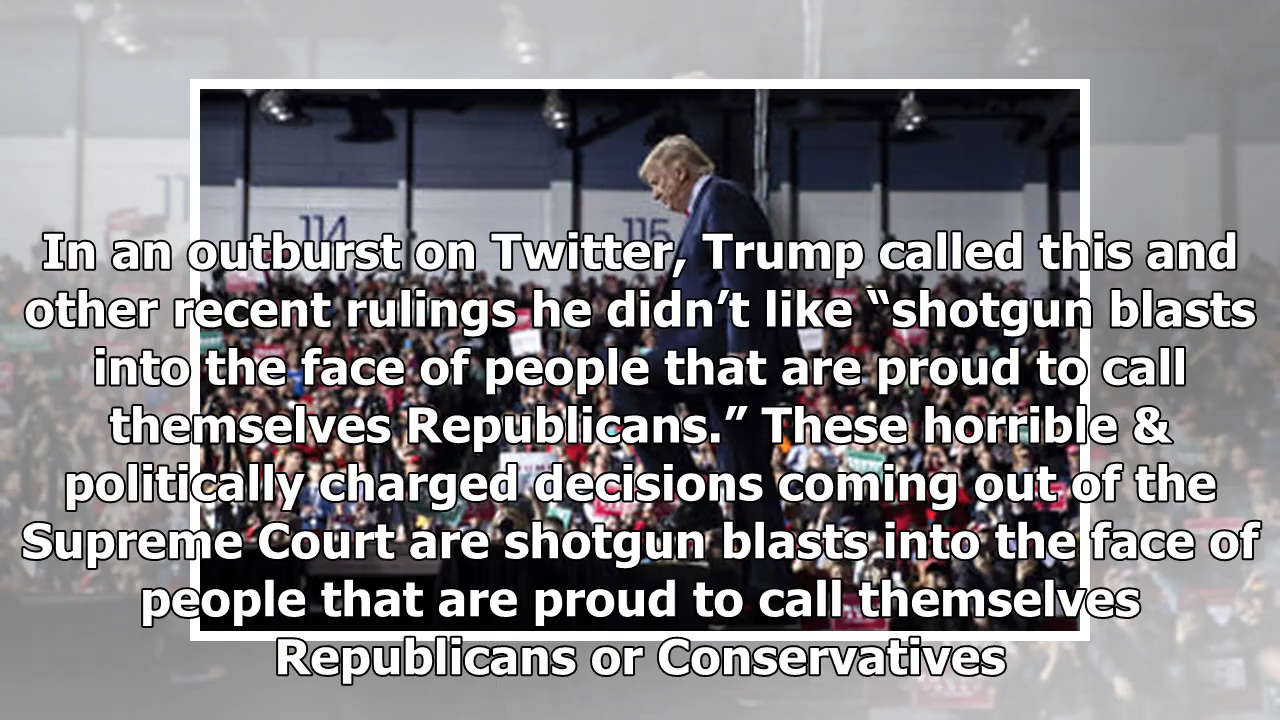 114
115
In an outburst on Twitter, Trump called this and
other recent rulings he didn’t like “shotgun blasts
into the face of people that are proud to call
themselves Republicans.” These horrible &
politically charged decisions coming out of the
Supreme Court are shotgun blasts into the face of
people that are proud to call themselves
Republicans or Conservatives